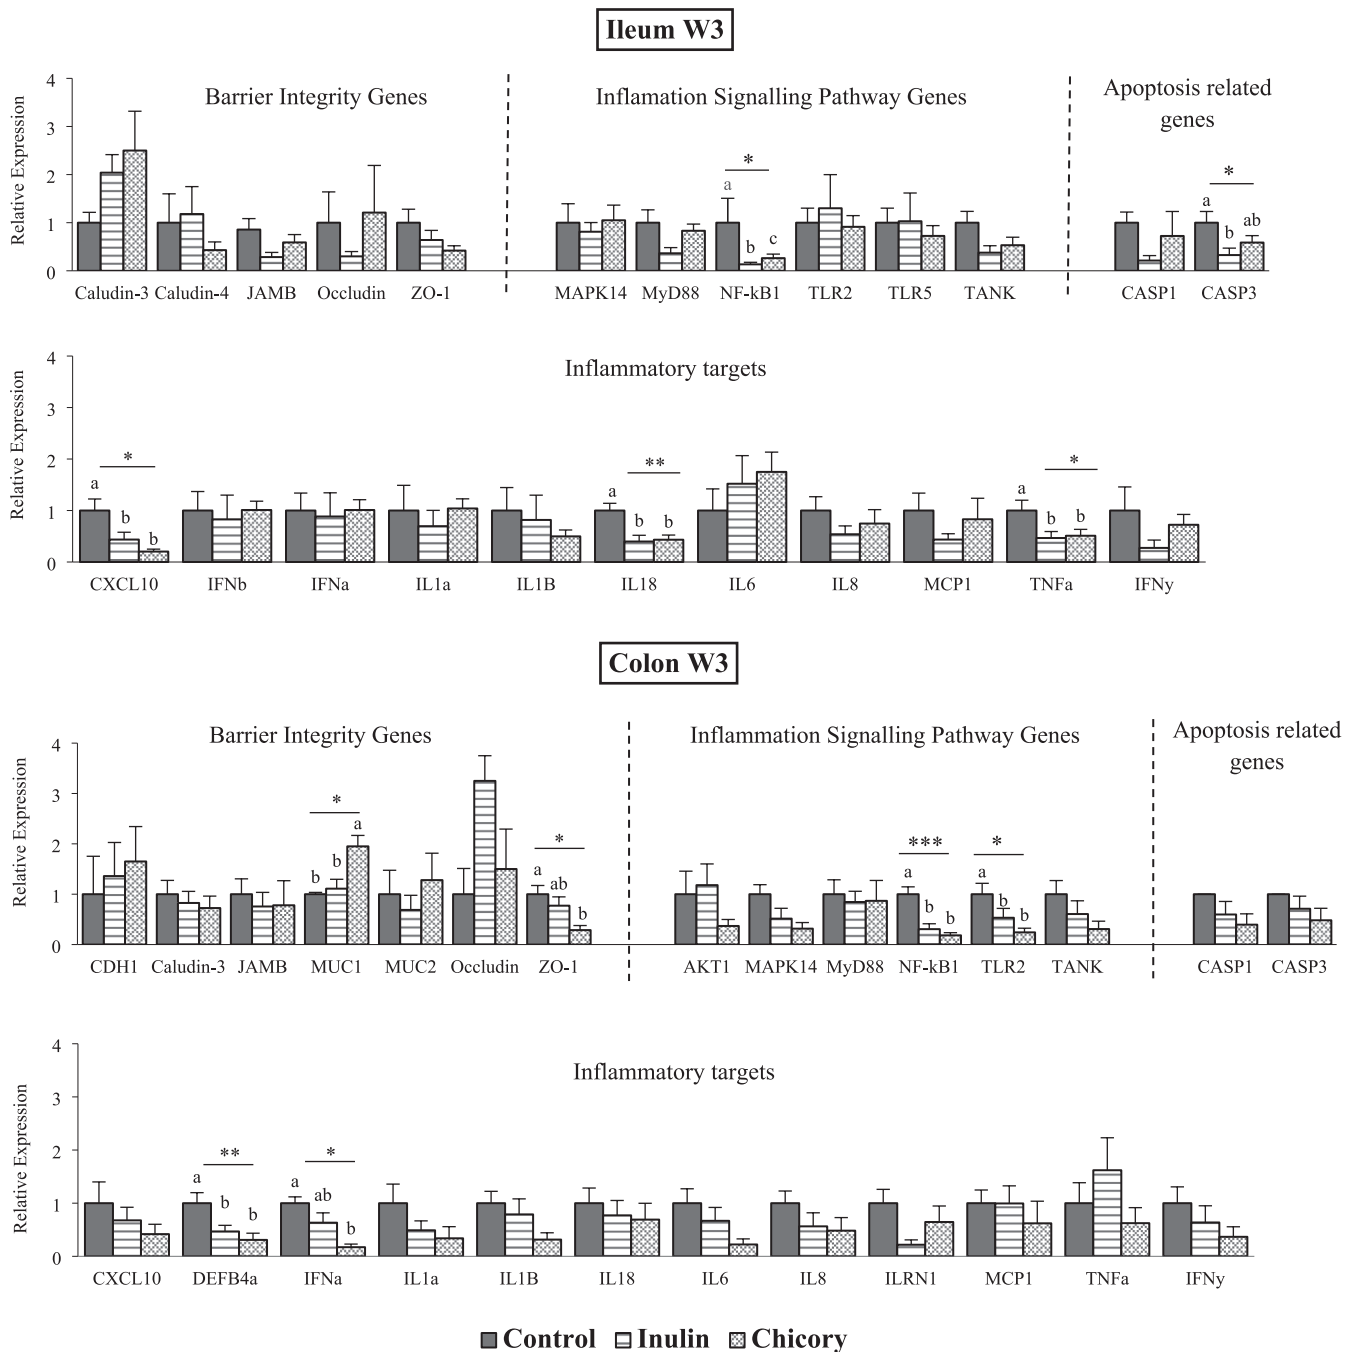 Ileum W3
Barrier Integrity Genes
Inflamation Signalling Pathway Genes
Apoptosis related
genes
Relative Expression
4
3
2
1
0
*
a
b
c
*
a
b
ab
Caludin-3 Caludin-4 JAMB Occludin ZO-1 MAPK14 MyD88 NF-kB1 TLR2 TLR5 TANK CASP1 CASP3
Inflammatory targets
Relative Expression
4
3
2
1
0
*
a
b
b
**
a
b b
*
a
b b
CXCL10 IFNb IFNa IL1a IL1B IL18 IL6 IL8 MCP1 TNFa IFNy
Colon W3
Barrier Integrity Genes
Inflammation Signalling Pathway Genes
Apoptosis related
genes
Relative Expression
4
3
2
1
0
*
b
b
a
*
a
ab
b
***
a
b
b
*
a
b
b
CDH1 Caludin-3 JAMB MUC1 MUC2 Occludin ZO-1 AKT1 MAPK14 MyD88 NF-kB1 TLR2 TANK CASP1 CASP3
Inflammatory targets
Relative Expression
4
3
2
1
0
**
a
b
b
*
a
ab
b
CXCL10 DEFB4a IFNa IL1a IL1B IL18 IL6 IL8 ILRN1 MCP1 TNFa IFNy
Control Inulin Chicory